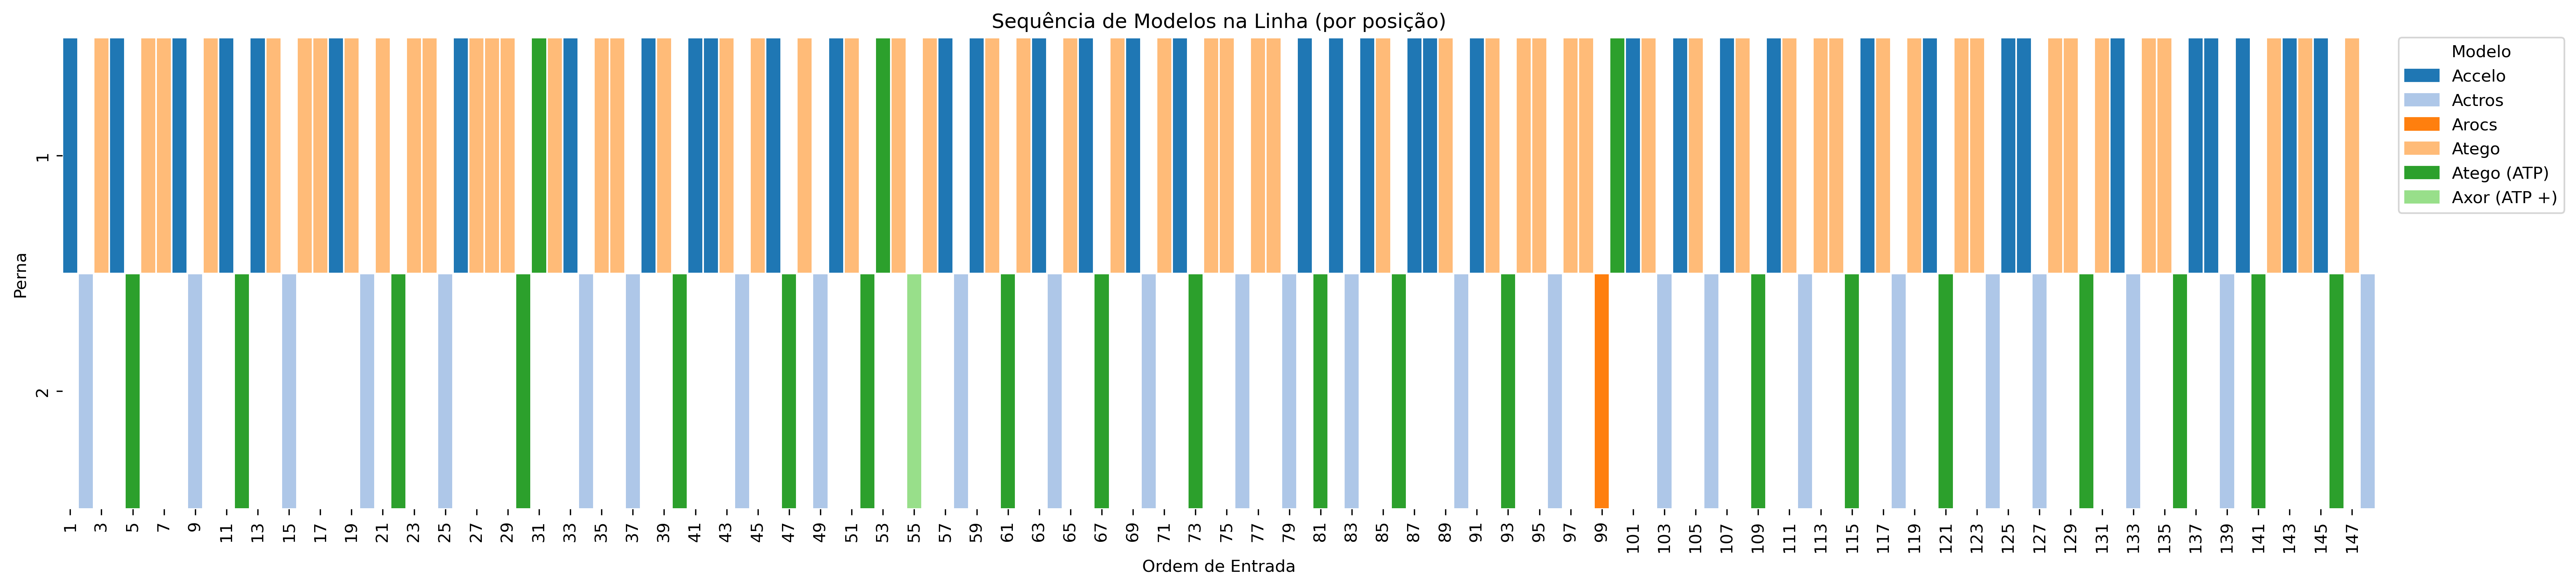 Sequência de Modelos na Linha (por posição)
Modelo
Accelo
Actros
Arocs
Atego
Atego (ATP)
Axor (ATP +)
Perna
1
2
1 3 5 7 9 11 13 15 17 19 21 23 25 27 29 31 33 35 37 39 41 43 45 47 49 51 53 55 57 59 61 63 65 67 69 71 73 75 77 79 81 83 85 87 89 91 93 95 97 99 101 103 105 107 109 111 113 115 117 119 121 123 125 127 129 131 133 135 137 139 141 143 145 147
Ordem de Entrada